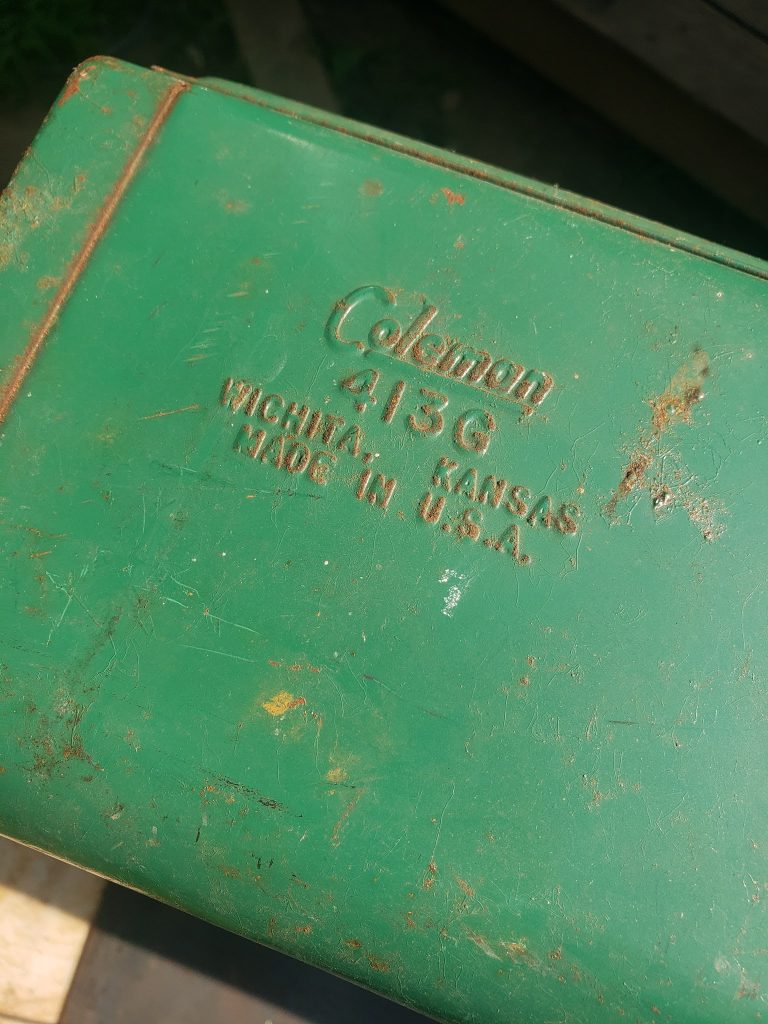 Coleman
413G
WICHITA, KANSAS
MADE IN U.S.A.